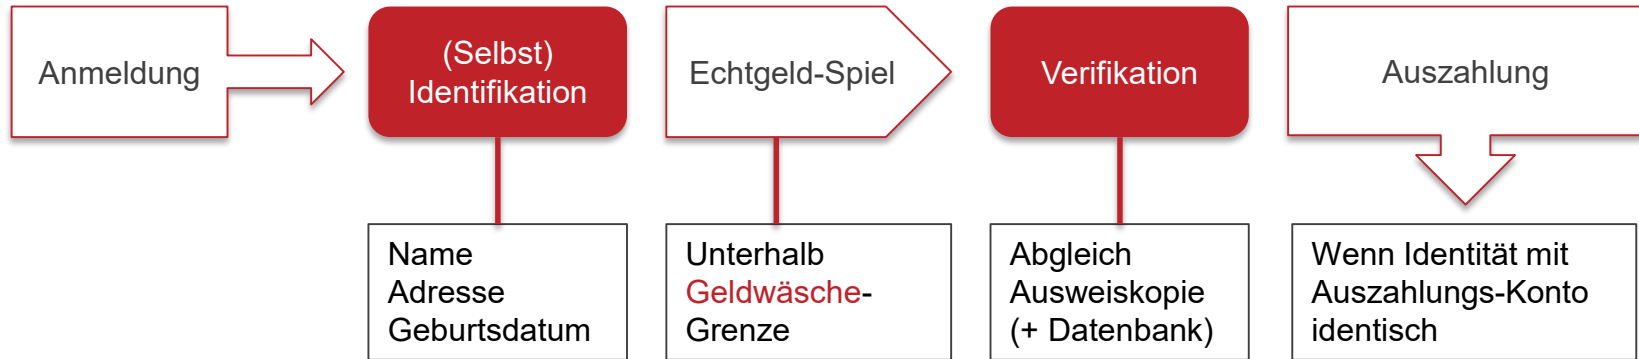 Anmeldung
(Selbst)
Identifikation
Echtgeld-Spiel
Verifikation
Auszahlung
Name
Adresse
Geburtsdatum
Unterhalb
Geldwäsche-
Grenze
Abgleich
Ausweiskopie
(+ Datenbank)
Wenn Identität mit
Auszahlungs-Konto
identisch